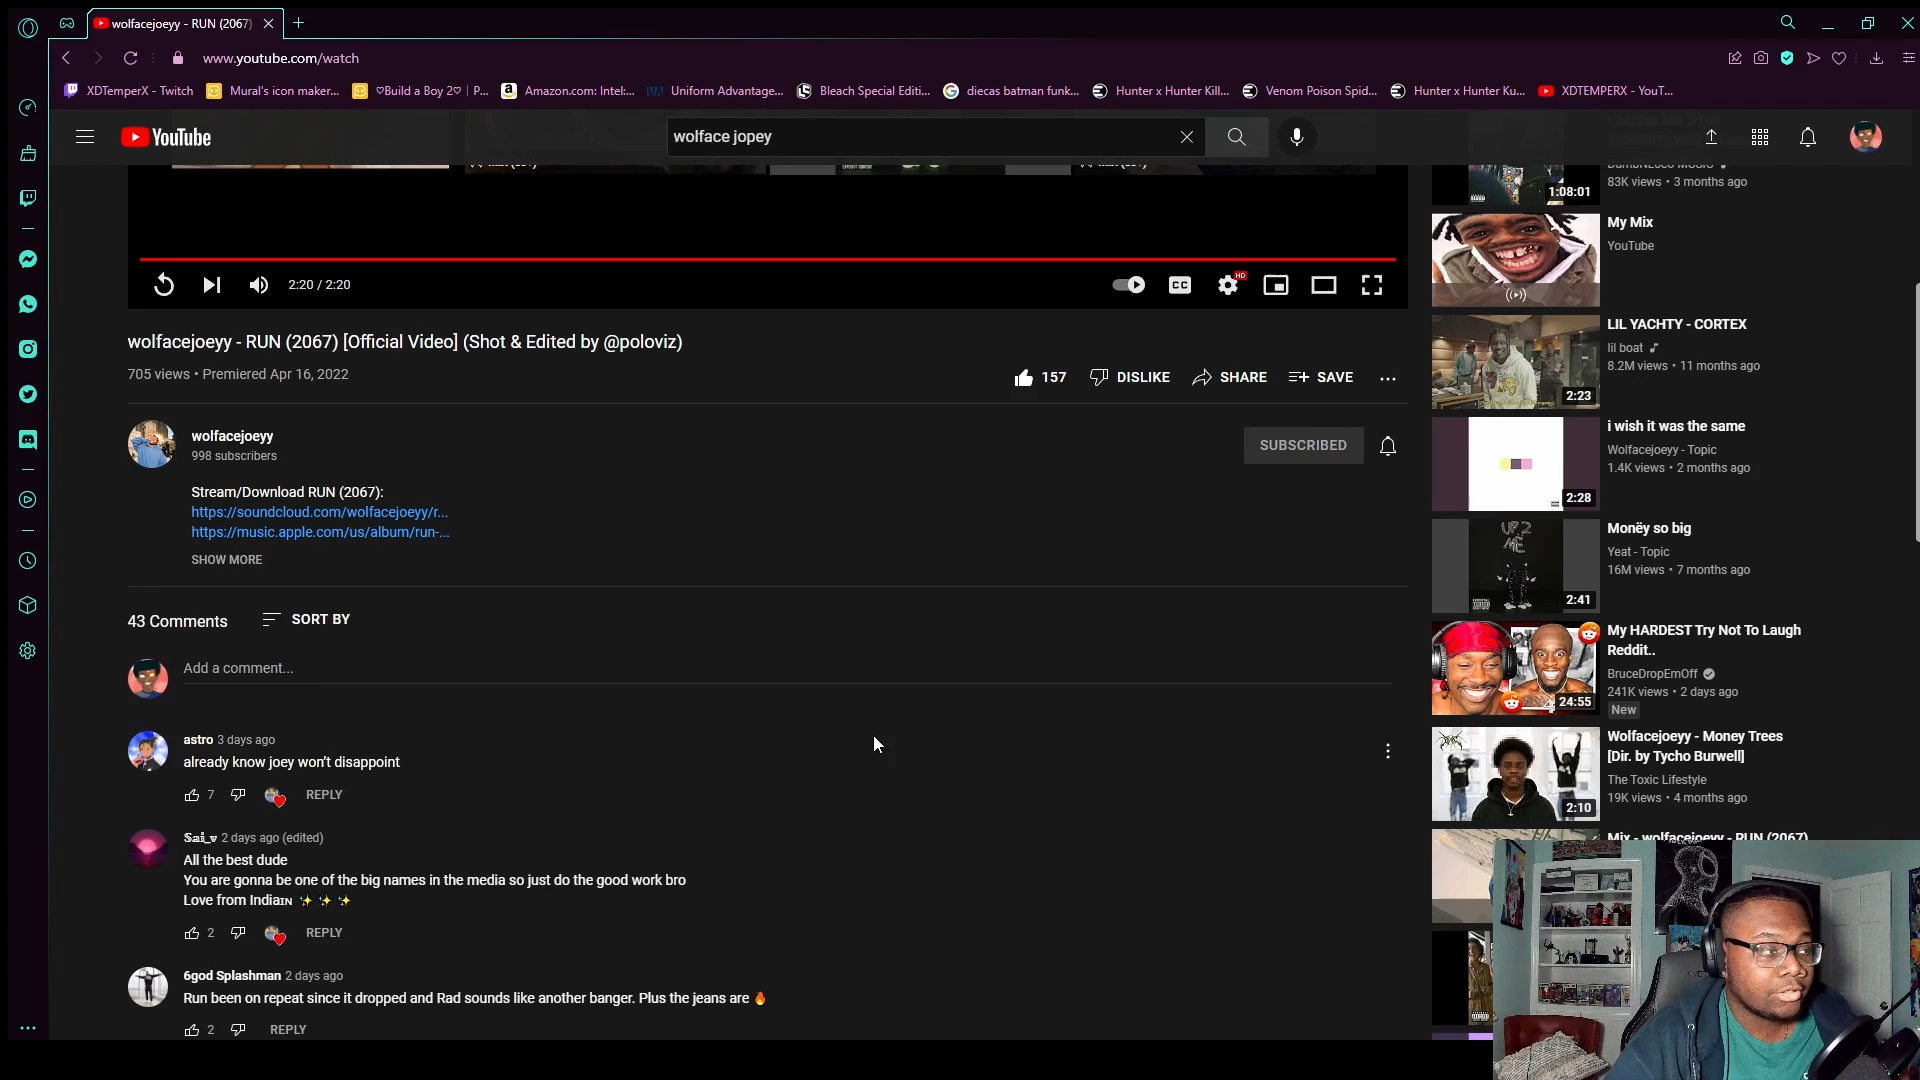 wolfacejoeyy - RUN (2067)
www.youtube.com/watch
XDTemperX - Twitch
Mural's icon maker...
♡Build a Boy 2♡ | P...
Amazon.com: Intel:...
Uniform Advantage...
Bleach Special Editi...
diecas batman funk...
Hunter x Hunter Kill...
Venom Poison Spid...
Hunter x Hunter Ku...
XDTEMPERX - YouT...
YouTube
wolface jopey
2:20 / 2:20
CC
HD
wolfacejoeyy - RUN (2067) [Official Video] (Shot & Edited by @poloviz)
705 views • Premiered Apr 16, 2022
157
DISLIKE
SHARE
SAVE
wolfacejoeyy
998 subscribers
SUBSCRIBED
Stream/Download RUN (2067):
https://soundcloud.com/wolfacejoeyy/r...
https://music.apple.com/us/album/run-...
SHOW MORE
43 Comments
SORT BY
Add a comment...
astro 3 days ago
already know joey won't disappoint
7
REPLY
𝕊𝕒𝕚_𝕧 2 days ago (edited)
All the best dude
You are gonna be one of the big names in the media so just do the good work bro
Love from India🇮🇳 ✨ ✨ ✨
2
REPLY
6god Splashman 2 days ago
Run been on repeat since it dropped and Rad sounds like another banger. Plus the jeans are 🔥
2
REPLY
83K views • 3 months ago
1:08:01
My Mix
YouTube
LIL YACHTY - CORTEX
lil boat ♪
8.2M views • 11 months ago
2:23
i wish it was the same
Wolfacejoeyy - Topic
1.4K views • 2 months ago
2:28
UP 2
ME
Monëy so big
Yeat - Topic
16M views • 7 months ago
2:41
My HARDEST Try Not To Laugh
Reddit..
BruceDropEmOff
241K views • 2 days ago
New
24:55
Wolfacejoeyy - Money Trees
[Dir. by Tycho Burwell]
The Toxic Lifestyle
19K views • 4 months ago
2:10
Mix - wolfacejoeyy - RUN (2067)